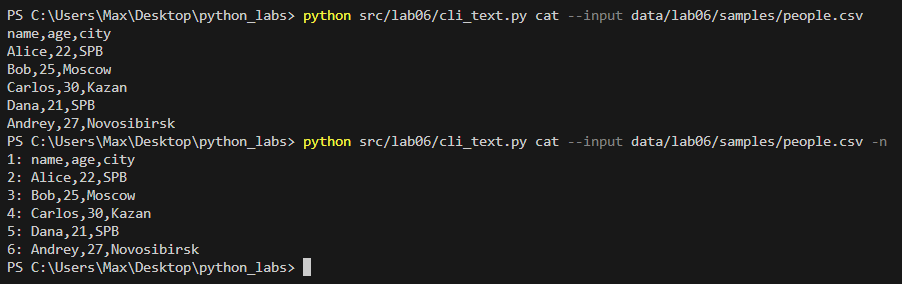 PS C:\Users\Max\Desktop\python_labs> python src/lab06/cli_text.py cat --input data/lab06/samples/people.csv
name,age,city
Alice,22,SPB
Bob,25,Moscow
Carlos,30,Kazan
Dana,21,SPB
Andrey,27,Novosibirsk
PS C:\Users\Max\Desktop\python_labs> python src/lab06/cli_text.py cat --input data/lab06/samples/people.csv -n
1: name,age,city
2: Alice,22,SPB
3: Bob,25,Moscow
4: Carlos,30,Kazan
5: Dana,21,SPB
6: Andrey,27,Novosibirsk
PS C:\Users\Max\Desktop\python_labs>